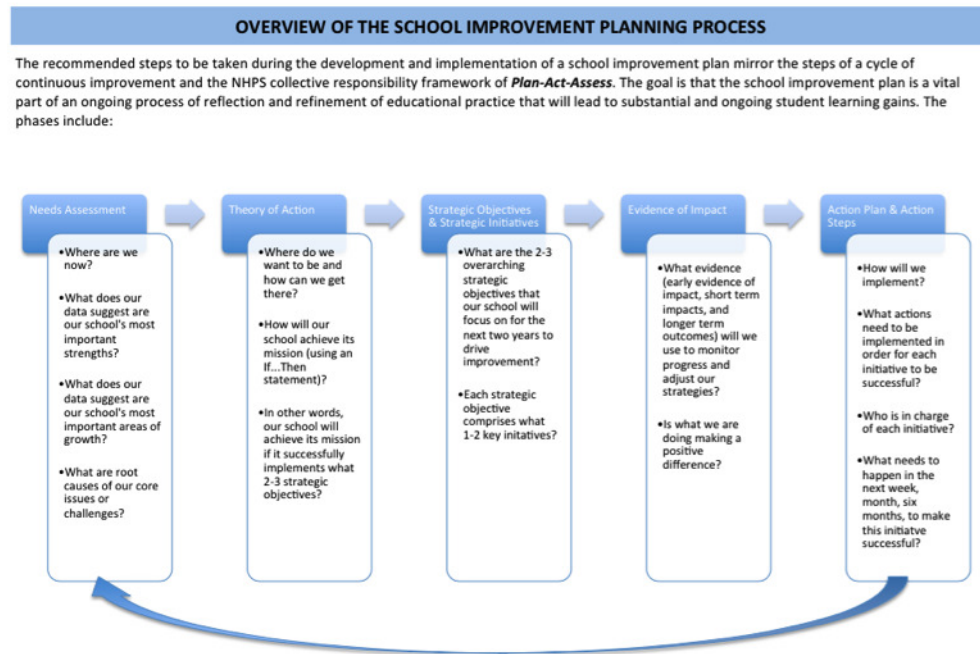 OVERVIEW OF THE SCHOOL IMPROVEMENT PLANNING PROCESS
The recommended steps to be taken during the development and implementation of a school improvement plan mirror the steps of a cycle of
continuous improvement and the NHPS collective responsibility framework of Plan-Act-Assess. The goal is that the school improvement plan is a vital
part of an ongoing process of reflection and refinement of educational practice that will lead to substantial and ongoing student learning gains. The
phases include:
Needs Assessment
•Where are we
now?
•What does our
data suggest are
our school's most
important
strengths?
•What does our
data suggest are
our school's most
important areas of
growth?
•What are root
causes of our core
issues or
challenges?
Theory of Action
•Where do we
want to be and
how can we get
there?
•How will our
school achieve its
mission (using an
If...Then
statement)?
•In other words,
our school will
achieve its mission
if it successfully
implements what
2-3 strategic
objectives?
Strategic Objectives
& Strategic Initiatives
•What are the 2-3
overarching
strategic
objectives that
our school will
focus on for the
next two years to
drive
improvement?
•Each strategic
objective
comprises what
1-2 key initatives?
Evidence of Impact
•What evidence
(early evidence of
impact, short term
impacts, and
longer term
outcomes) will we
use to monitor
progress and
adjust our
strategies?
•Is what we are
doing making a
positive
difference?
Action Plan & Action
Steps
•How will we
implement?
•What actions
need to be
implemented in
order for each
initiative to be
successful?
•Who is in charge
of each initiative?
•What needs to
happen in the
next week,
month, six
months, to make
this initiatve
successful?